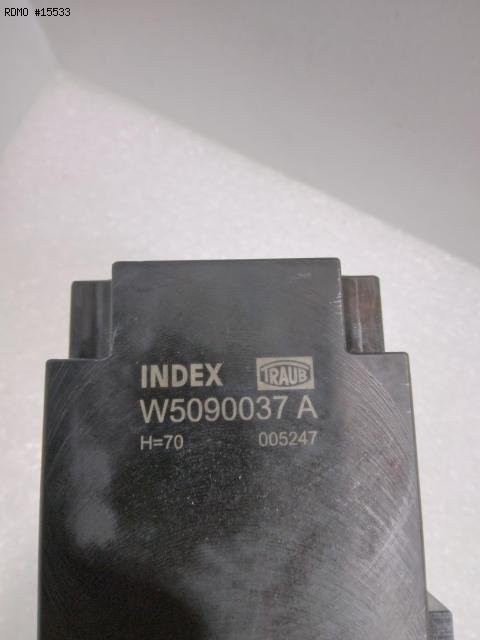 RDMO #15533
INDEX TRAUB
W5090037 A
H=70 005247